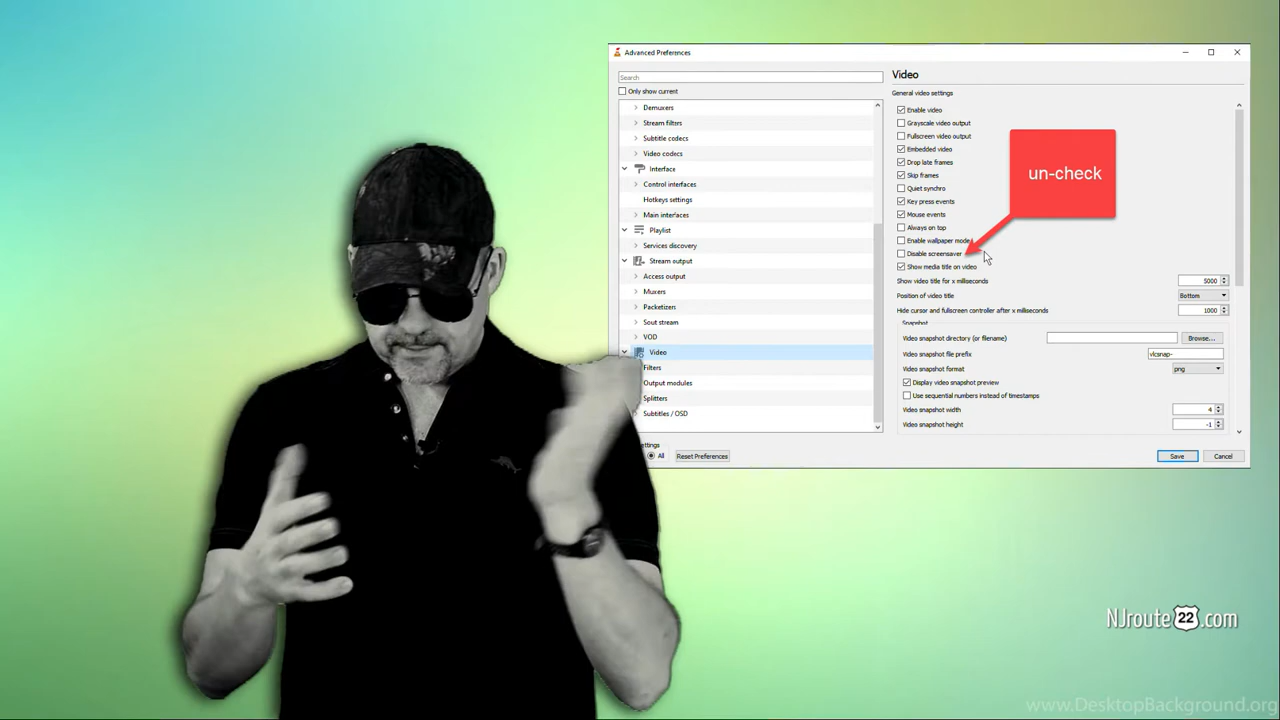 Advanced Preferences
Search
Only show current
Demuxers
Stream filters
Subtitle codecs
Video codecs
Interface
Control interfaces
Hotkeys settings
Main interfaces
Playlist
Services discovery
Stream output
Access output
Muxers
Packetizers
Sout stream
VOD
Video
Filters
Output modules
Splitters
Subtitles / OSD
ettings
All
Reset Preferences
Video
General video settings
Enable video
Grayscale video output
Fullscreen video output
Embedded video
Drop late frames
Skip frames
Quiet synchro
Key press events
Mouse events
Always on top
Enable wallpaper mode
Disable screensaver
Show media title on video
Show video title for x miliseconds
5000
Position of video title
Bottom
Hide cursor and fullscreen controller after x miliseconds
1000
Snapshot
Video snapshot directory (or filename)
Browse...
Video snapshot file prefix
vlcsnap-
Video snapshot format
png
Display video snapshot preview
Use sequential numbers instead of timestamps
Video snapshot width
4
Video snapshot height
-1
Save
Cancel
un-check
NJroute22.com
www.DesktopBackground.org